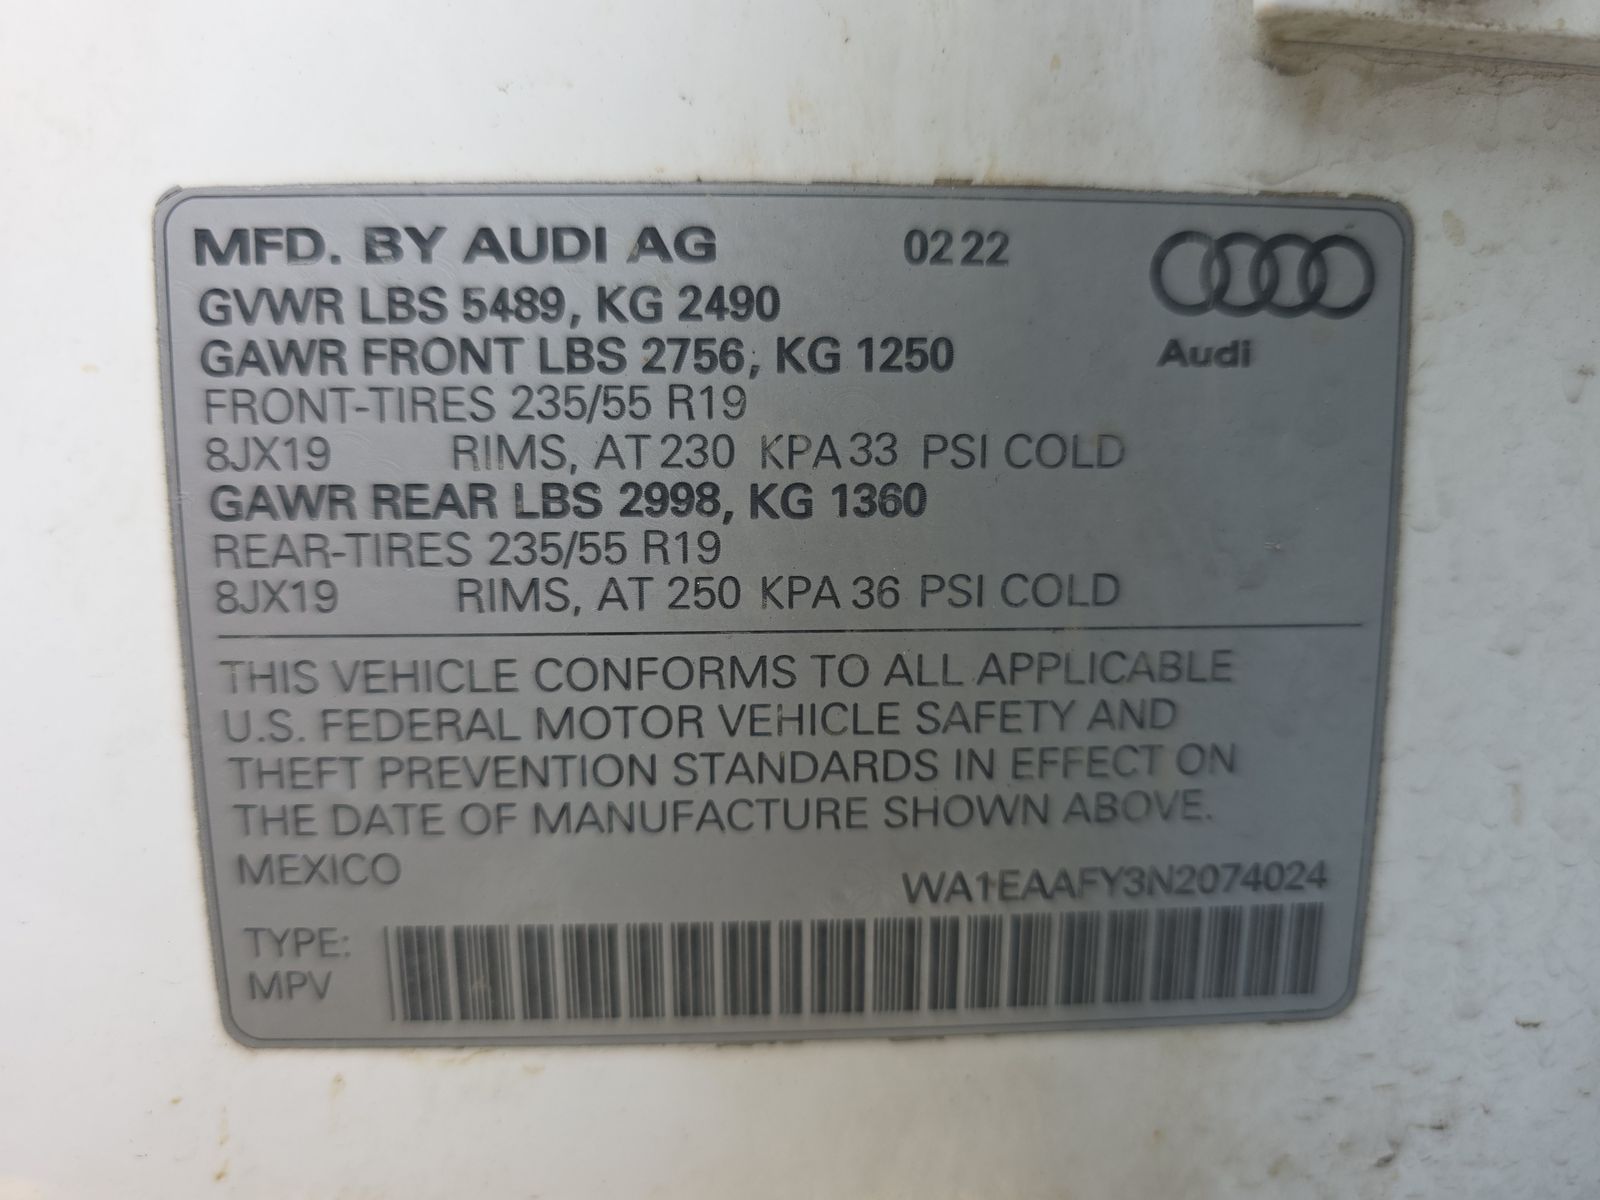 MFD. BY AUDI AG 02 22
GVWR LBS 5489, KG 2490
GAWR FRONT LBS 2756, KG 1250
Audi
FRONT-TIRES 235/55 R19
8JX19 RIMS, AT 230 KPA 33 PSI COLD
GAWR REAR LBS 2998, KG 1360
REAR-TIRES 235/55 R19
8JX19 RIMS, AT 250 KPA 36 PSI COLD
THIS VEHICLE CONFORMS TO ALL APPLICABLE
U.S. FEDERAL MOTOR VEHICLE SAFETY AND
THEFT PREVENTION STANDARDS IN EFFECT ON
THE DATE OF MANUFACTURE SHOWN ABOVE.
MEXICO WA1EAAFY3N2074024
TYPE:
MPV